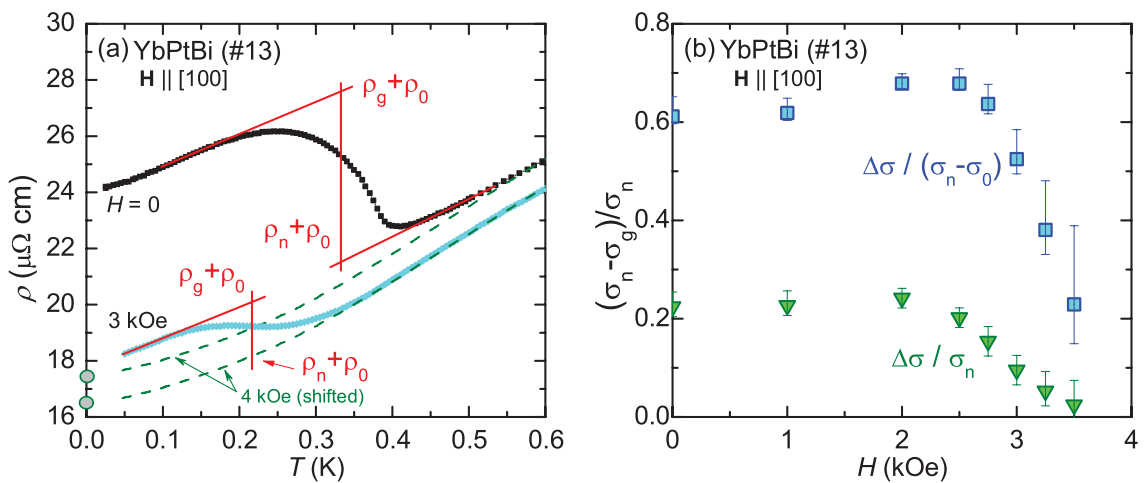 (a) YbPtBi (#13)
H || [100]
ρg+ρ0
H = 0
ρn+ρ0
ρg+ρ0
3 kOe
ρn+ρ0
4 kOe (shifted)
ρ (μΩ cm)
30
28
26
24
22
20
18
16
0.0 0.1 0.2 0.3 0.4 0.5 0.6
T (K)
(b) YbPtBi (#13)
H || [100]
Δσ / (σn-σ0)
Δσ / σn
(σn-σg)/σn
0.8
0.6
0.4
0.2
0.0
0 1 2 3 4
H (kOe)